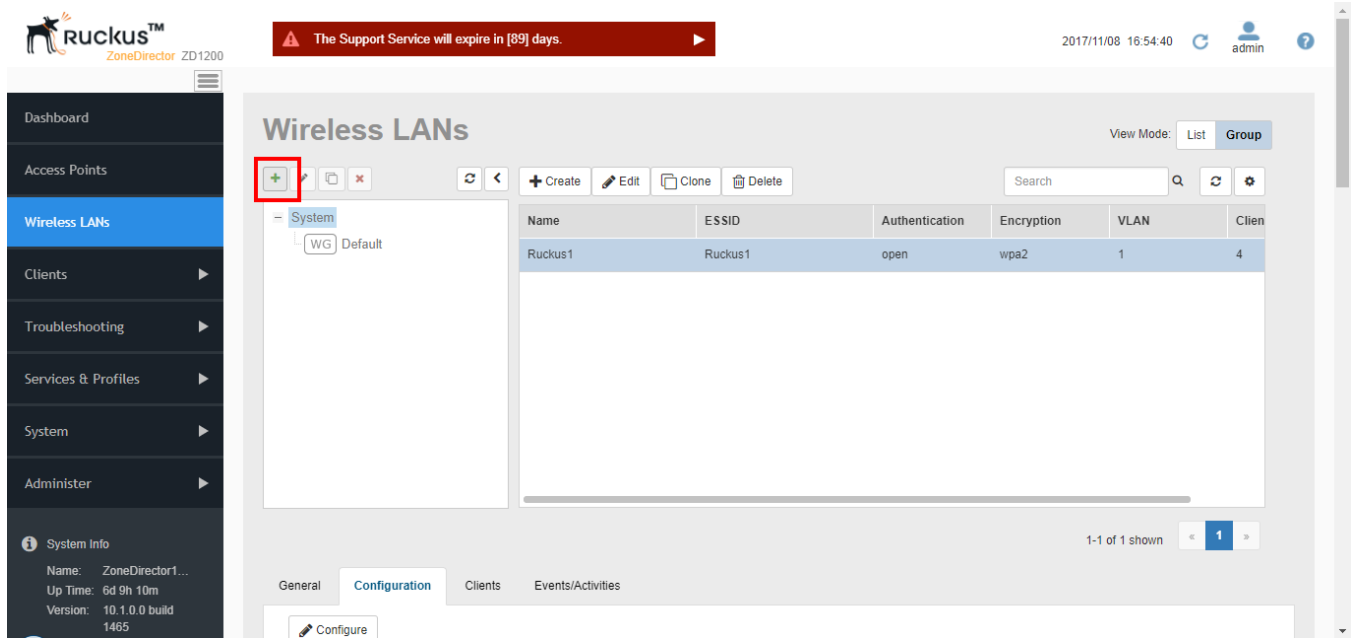 Ruckus™
ZoneDirector ZD1200
The Support Service will expire in [89] days.
2017/11/08 16:54:40
admin
?
Dashboard
Access Points
Wireless LANs
Clients
Troubleshooting
Services & Profiles
System
Administer
System Info
Name: ZoneDirector1...
Up Time: 6d 9h 10m
Version: 10.1.0.0 build
1465
Wireless LANs
View Mode: List Group
Create Edit Clone Delete
Search
System
WG Default
Name ESSID Authentication Encryption VLAN Clien
Ruckus1 Ruckus1 open wpa2 1 4
1-1 of 1 shown « 1 »
General Configuration Clients Events/Activities
Configure